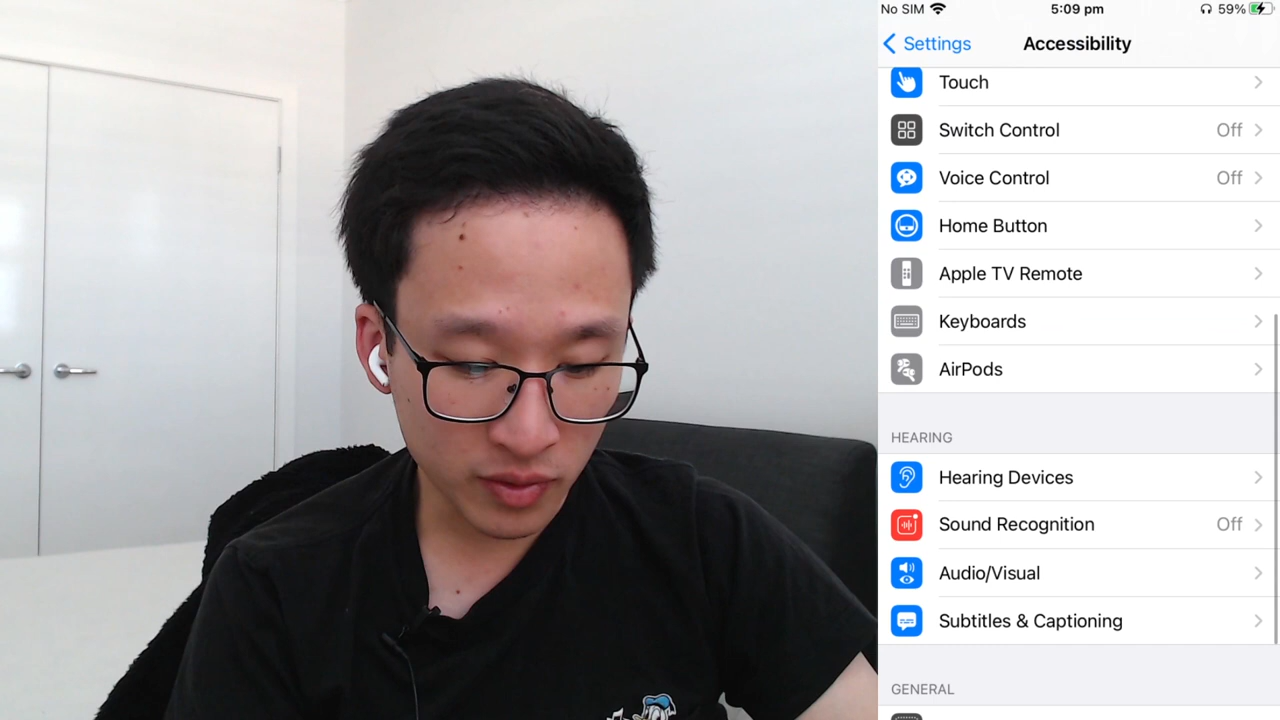 No SIM 5:09 pm 59%
Settings Accessibility
Touch
Switch Control Off
Voice Control Off
Home Button
Apple TV Remote
Keyboards
AirPods
HEARING
Hearing Devices
Sound Recognition Off
Audio/Visual
Subtitles & Captioning
GENERAL